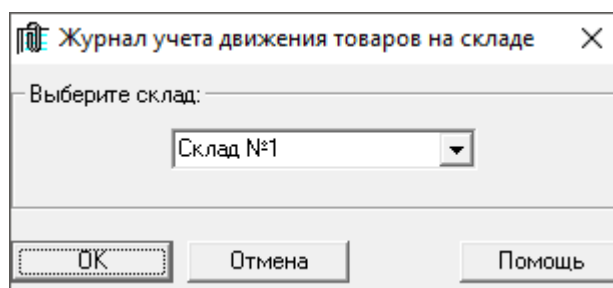 Журнал учета движения товаров на складе
Выберите склад:
Склад №1
OK
Отмена
Помощь